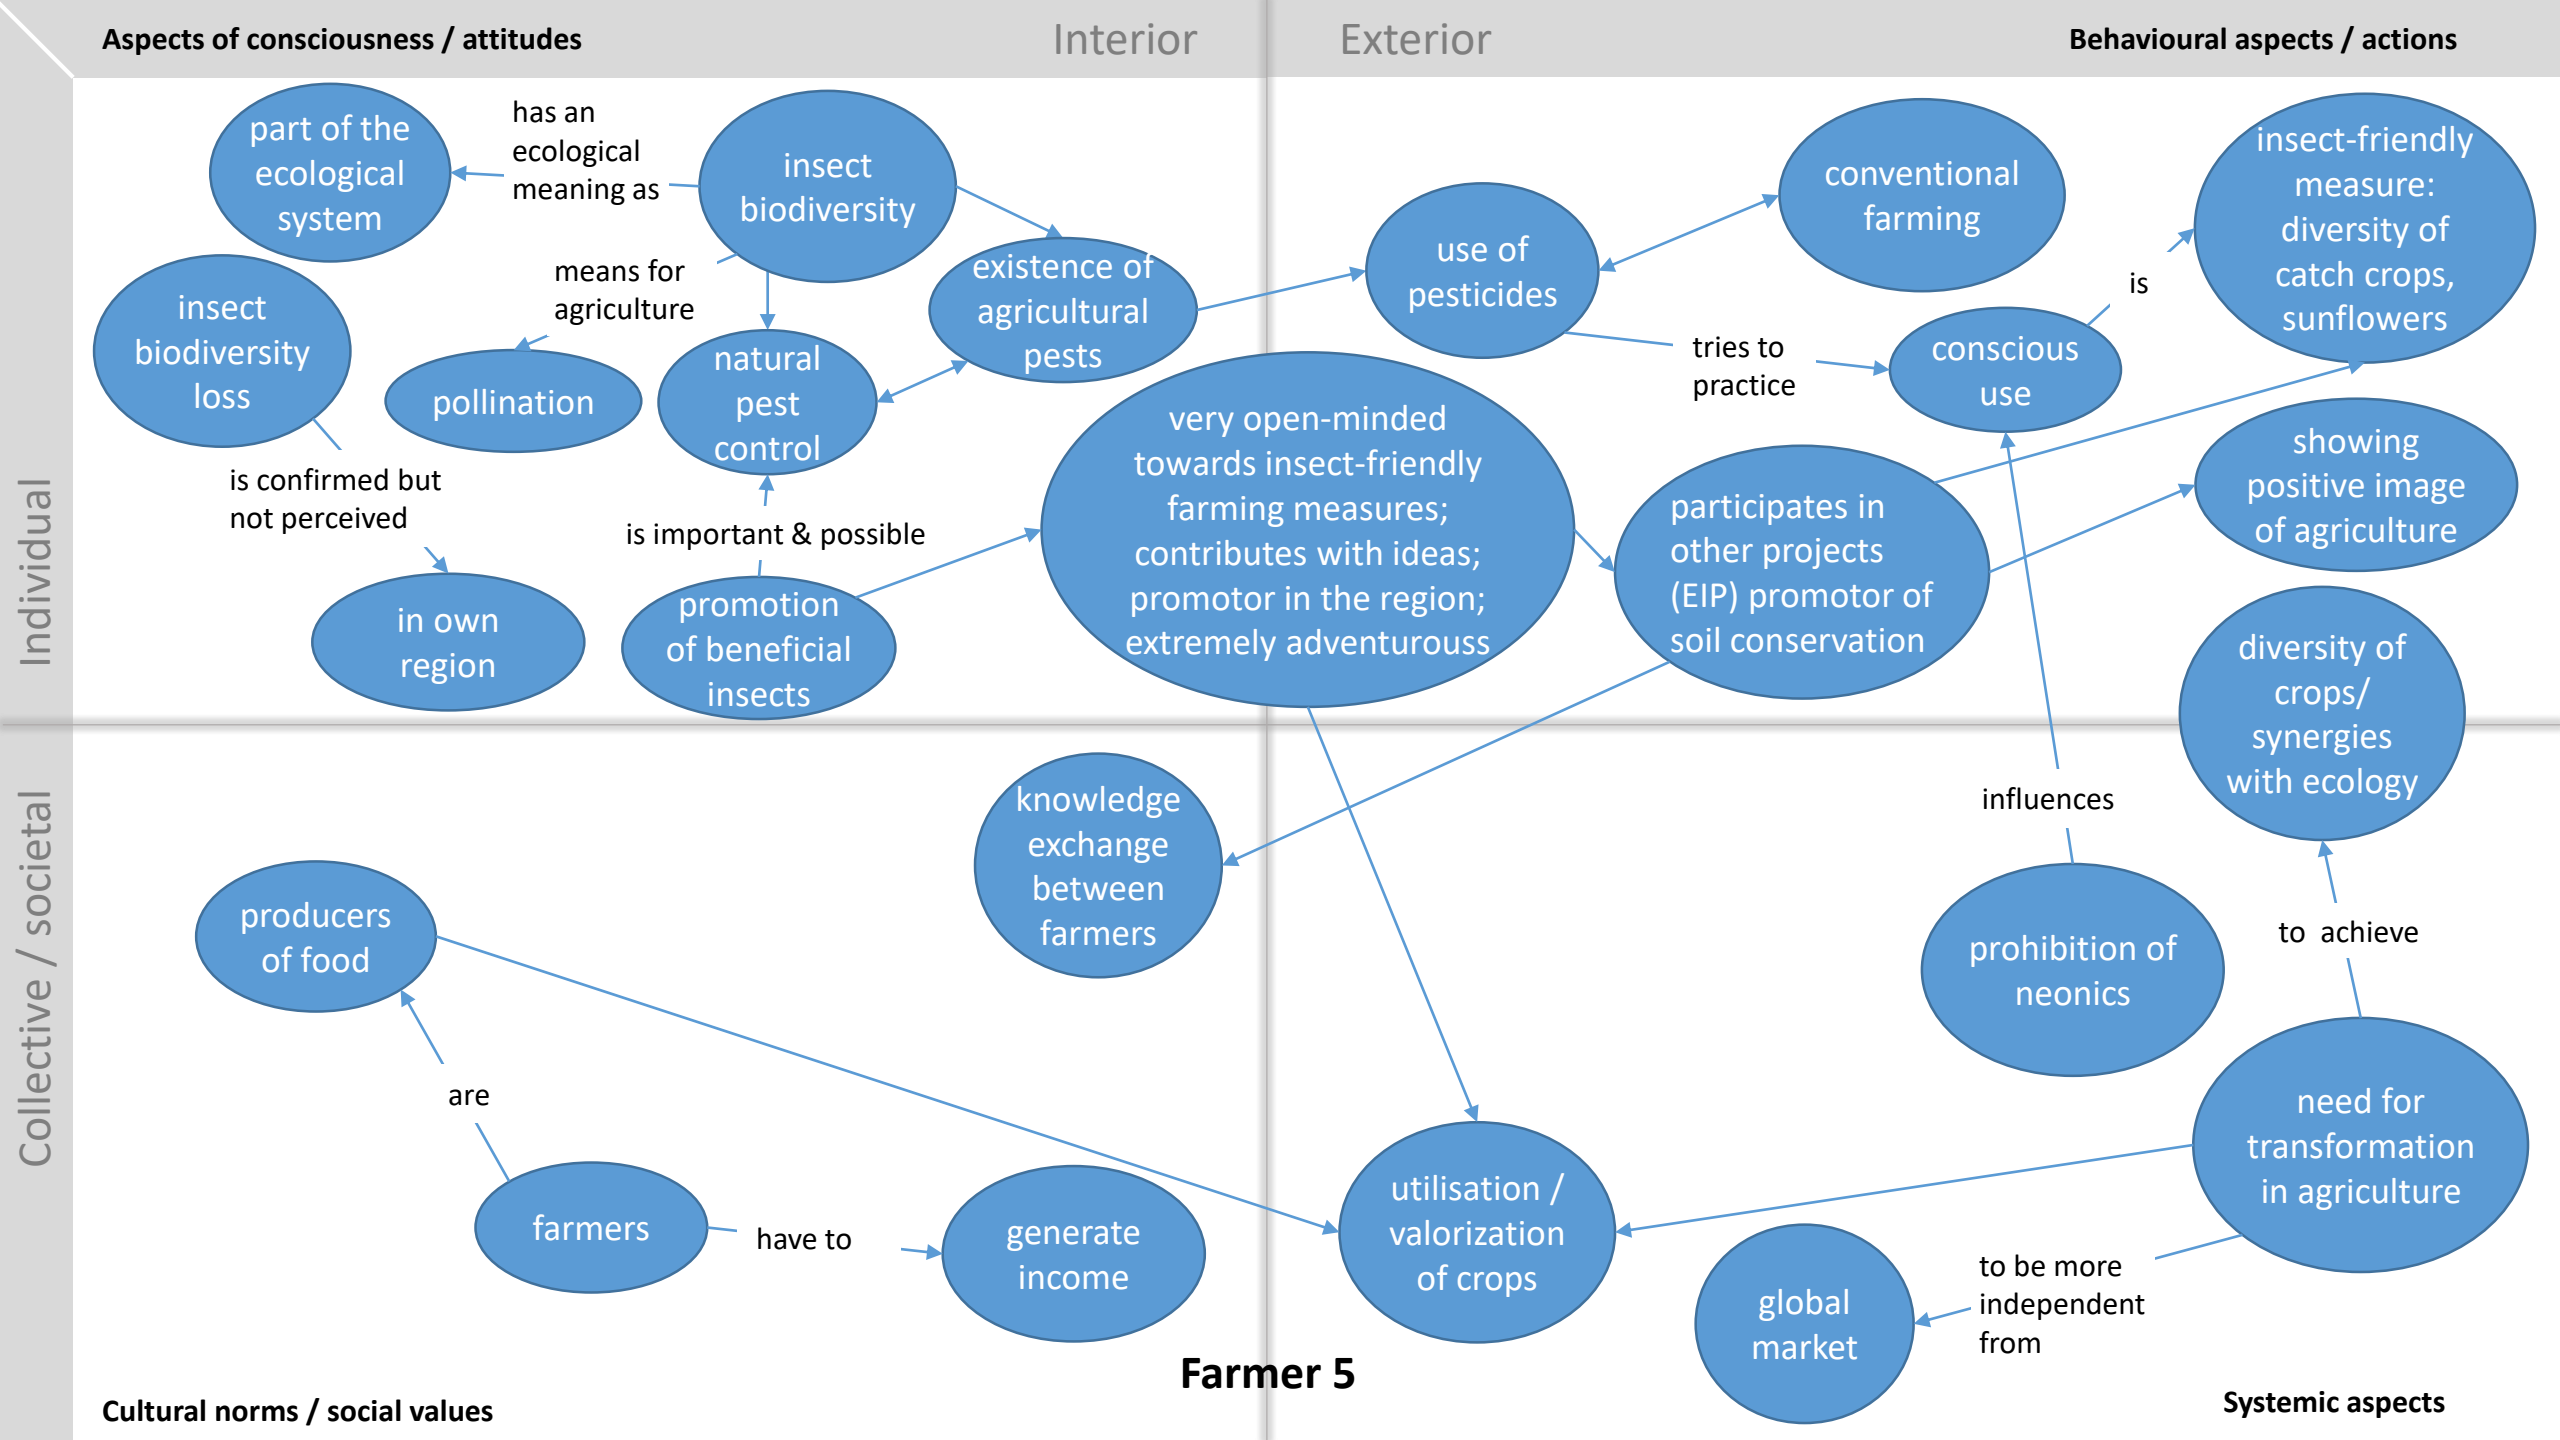 Aspects of consciousness / attitudes
Interior
Exterior
Behavioural aspects / actions
Individual
Collective / societal
part of the
ecological
system
has an
ecological
meaning as
insect
biodiversity
insect
biodiversity
loss
means for
agriculture
pollination
natural
pest
control
existence of
agricultural
pests
is confirmed but
not perceived
in own
region
is important & possible
promotion
of beneficial
insects
very open-minded
towards insect-friendly
farming measures;
contributes with ideas;
promotor in the region;
extremely adventurouss
use of
pesticides
conventional
farming
tries to
practice
conscious
use
is
insect-friendly
measure:
diversity of
catch crops,
sunflowers
participates in
other projects
(EIP) promotor of
soil conservation
showing
positive image
of agriculture
diversity of
crops/
synergies
with ecology
knowledge
exchange
between
farmers
influences
prohibition of
neonics
to  achieve
need for
transformation
in agriculture
producers
of food
are
farmers
have to
generate
income
utilisation /
valorization
of crops
to be more
independent
from
global
market
Farmer 5
Cultural norms / social values
Systemic aspects